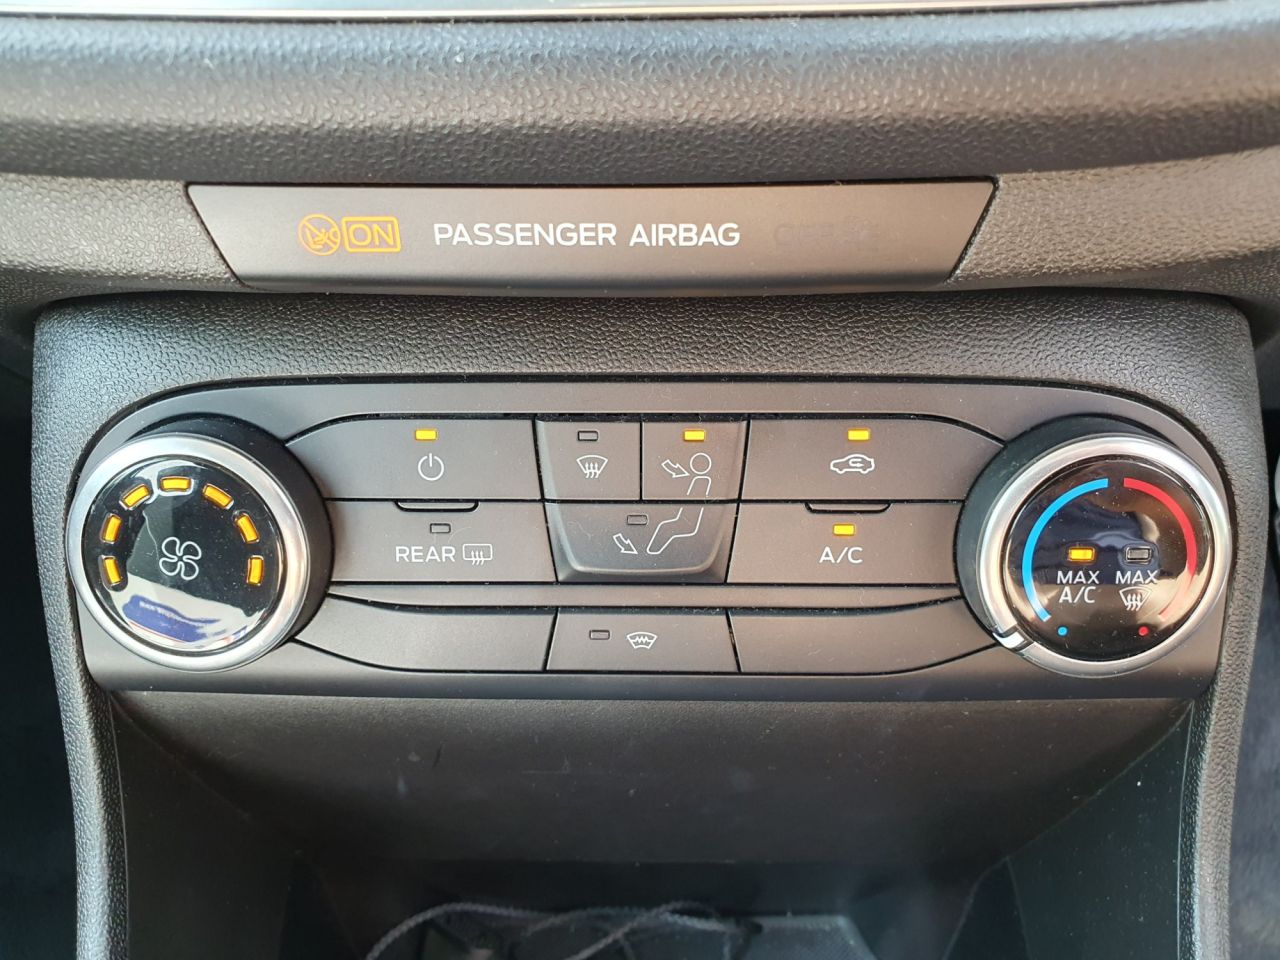 ON PASSENGER AIRBAG
REAR
A/C
MAX A/C
MAX